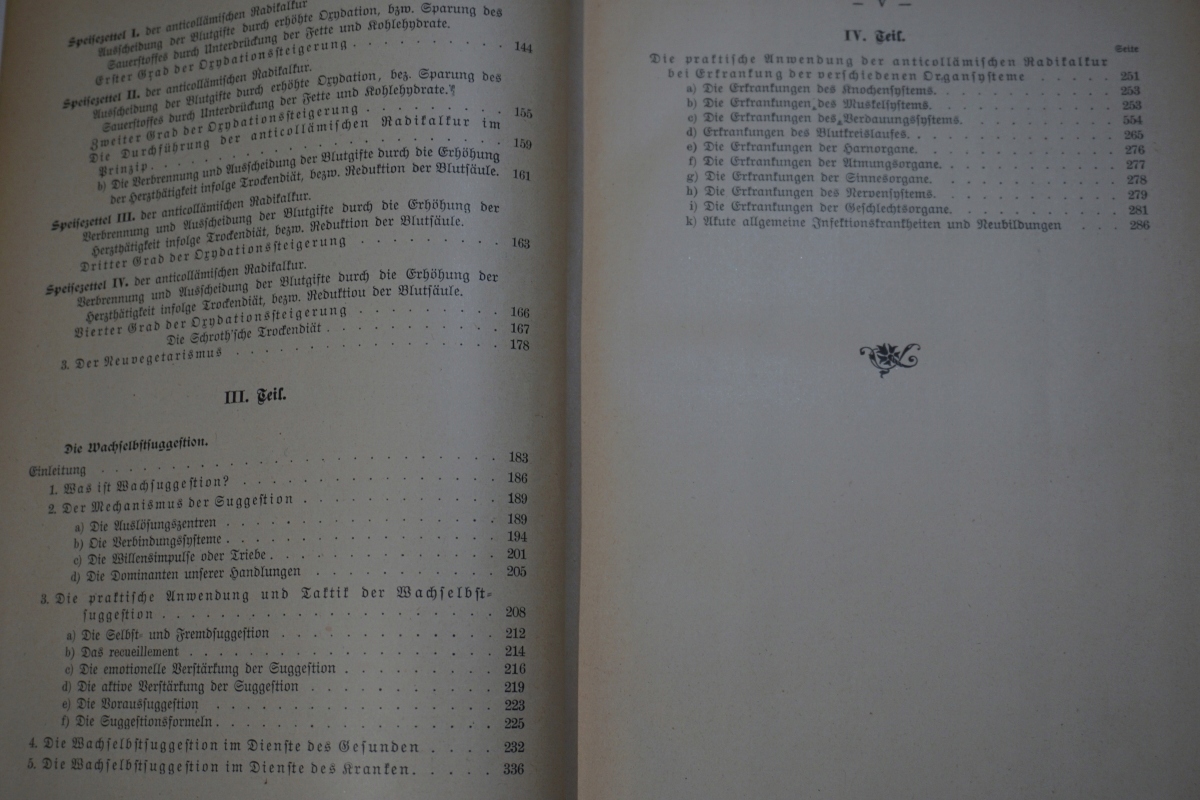 Speisezettel I. der anticollämischen Radikalkur
Ausscheidung der Blutgifte durch erhöhte Oxydation, bzw. Sparung des
Sauerstoffes durch Unterdrückung der Fette und Kohlehydrate.
Erster Grad der Oxydationssteigerung . . . . . . . . . . 144
Speisezettel II. der anticollämischen Radikalkur.
Ausscheidung der Blutgifte durch erhöhte Oxydation, bez. Sparung des
Sauerstoffes durch Unterdrückung der Fette und Kohlehydrate.
Zweiter Grad der Oxydationssteigerung . . . . . . . . . 155
Die Durchführung der anticollämischen Radikalkur im
Prinzip. . . . . . . . . . . . . . . . . . . . 159
b) Die Verbrennung und Ausscheidung der Blutgifte durch die Erhöhung
der Herzthätigkeit infolge Trockendiät, bezw. Reduktion der Blutsäule. 161
Speisezettel III. der anticollämischen Radikalkur.
Verbrennung und Ausscheidung der Blutgifte durch die Erhöhung der
Herzthätigkeit infolge Trockendiät, bezw. Reduktion der Blutsäule.
Dritter Grad der Oxydationssteigerung . . . . . . . . . 163
Speisezettel IV. der anticollämischen Radikalkur.
Verbrennung und Ausscheidung der Blutgifte durch die Erhöhung der
Herzthätigkeit infolge Trockendiät, bezw. Reduktion der Blutsäule.
Vierter Grad der Oxydationssteigerung . . . . . . . . . 166
Die Schroth'sche Trockendiät . . . . . . . . . . 167
3. Der Neuvegetarismus . . . . . . . . . . . . . . . 178
III. Teil.
Die Wachselbstsuggestion.
Einleitung . . . . . . . . . . . . . . . . . . . . . 183
1. Was ist Wachsuggestion? . . . . . . . . . . . . . . 186
2. Der Mechanismus der Suggestion . . . . . . . . . . . 189
a) Die Auslösungszentren . . . . . . . . . . . . . . 189
b) Die Verbindungssysteme . . . . . . . . . . . . . . 194
c) Die Willensimpulse oder Triebe . . . . . . . . . . . 201
d) Die Dominanten unserer Handlungen . . . . . . . . . 205
3. Die praktische Anwendung und Taktik der Wachselbst-
suggestion . . . . . . . . . . . . . . . . . . 208
a) Die Selbst- und Fremdsuggestion . . . . . . . . . . . 212
b) Das recueillement . . . . . . . . . . . . . . . . 214
c) Die emotionelle Verstärkung der Suggestion . . . . . . . 216
d) Die aktive Verstärkung der Suggestion . . . . . . . . . 219
e) Die Voraussuggestion . . . . . . . . . . . . . . . 223
f) Die Suggestionsformeln . . . . . . . . . . . . . . 225
4. Die Wachselbstsuggestion im Dienste des Gesunden . . . . 232
5. Die Wachselbstsuggestion im Dienste des Kranken. . . . . 336
— V —
IV. Teil.
Seite
Die praktische Anwendung der anticollämischen Radikalkur
bei Erkrankung der verschiedenen Organsysteme . . . . . 251
a) Die Erkrankungen des Knochensystems. . . . . . . . . . 253
b) Die Erkrankungen des Muskelsystems. . . . . . . . . . . 253
c) Die Erkrankungen des Verdauungssystems. . . . . . . . . 554
d) Erkrankungen des Blutkreislaufes. . . . . . . . . . . . 265
e) Die Erkrankungen der Harnorgane. . . . . . . . . . . . 276
f) Die Erkrankungen der Atmungsorgane. . . . . . . . . . . 277
g) Die Erkrankungen der Sinnesorgane. . . . . . . . . . . 278
h) Die Erkrankungen des Nervensystems. . . . . . . . . . . 279
i) Die Erkrankungen der Geschlechtsorgane. . . . . . . . . 281
k) Akute allgemeine Infektionskrankheiten und Neubildungen . . . 286